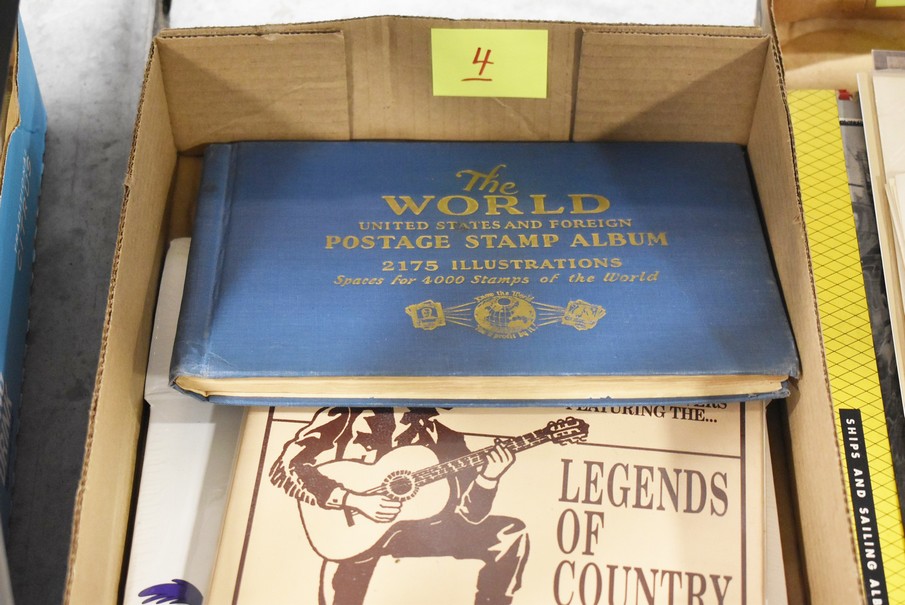 4
The
WORLD
UNITED STATES AND FOREIGN
POSTAGE STAMP ALBUM
2175 ILLUSTRATIONS
Spaces for 4000 Stamps of the World
FEATURING THE...
LEGENDS
OF
COUNTRY
SHIPS AND SAILING ALB